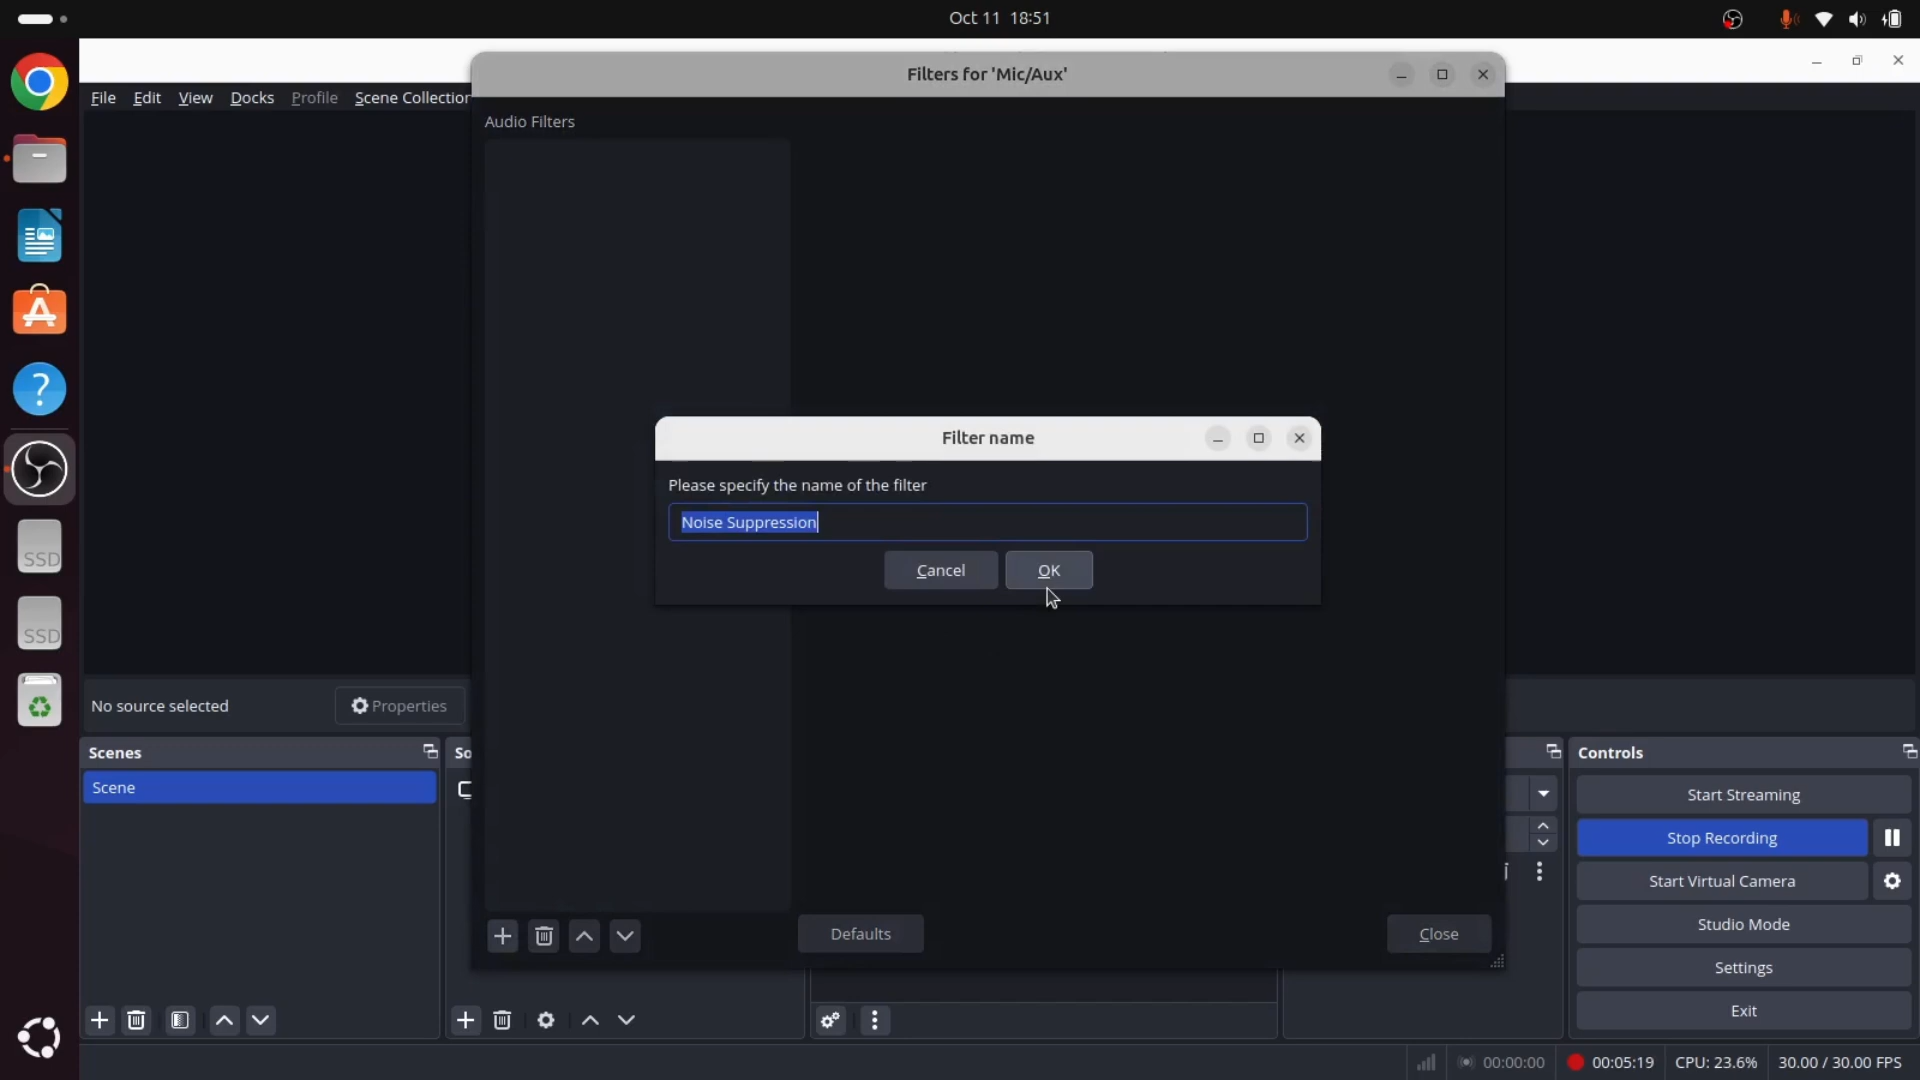 Oct 11 18:51
Filters for 'Mic/Aux'
File Edit View Docks Profile Scene Collection
Audio Filters
Filter name
Please specify the name of the filter
Noise Suppression
Cancel OK
SSD
SSD
No source selected
Properties
Scenes
So
Controls
Scene
Start Streaming
Stop Recording
Start Virtual Camera
Studio Mode
Defaults
Close
Settings
Exit
00:00:00 00:05:19 CPU: 23.6% 30.00 / 30.00 FPS